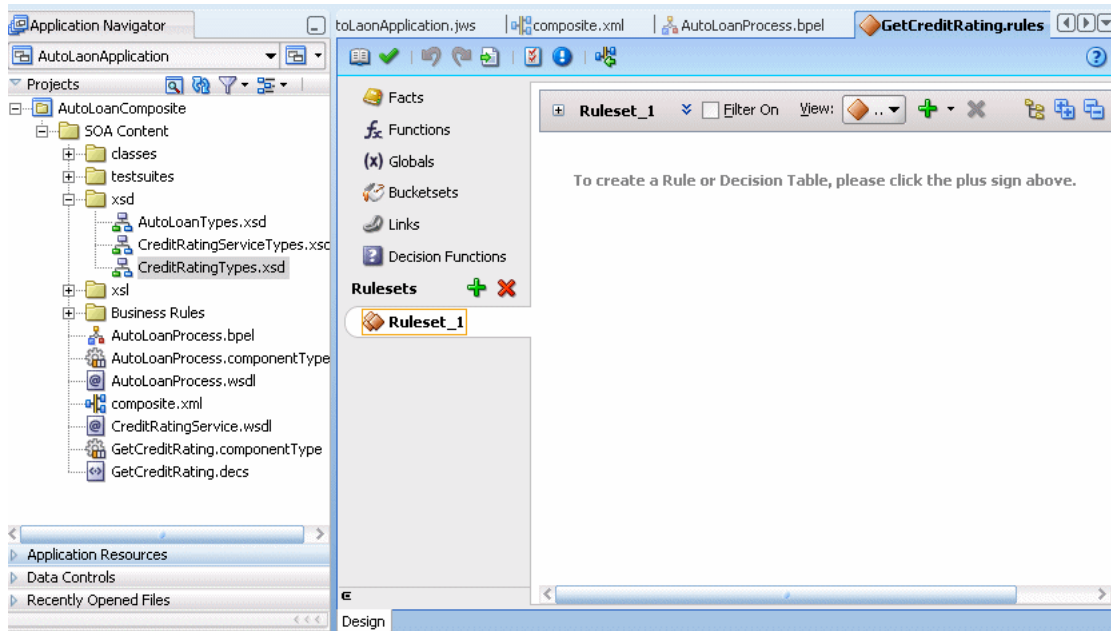 Application Navigator
toLaonApplication.jws
composite.xml
AutoLoanProcess.bpel
GetCreditRating.rules
AutoLaonApplication
Projects
AutoLoanComposite
SOA Content
classes
testsuites
xsd
AutoLoanTypes.xsd
CreditRatingServiceTypes.xsd
CreditRatingTypes.xsd
xsl
Business Rules
AutoLoanProcess.bpel
AutoLoanProcess.componentType
AutoLoanProcess.wsdl
composite.xml
CreditRatingService.wsdl
GetCreditRating.componentType
GetCreditRating.decs
Application Resources
Data Controls
Recently Opened Files
Facts
Functions
(x) Globals
Bucketsets
Links
Decision Functions
Rulesets
Ruleset_1
Ruleset_1
Filter On
View:
..
To create a Rule or Decision Table, please click the plus sign above.
Design